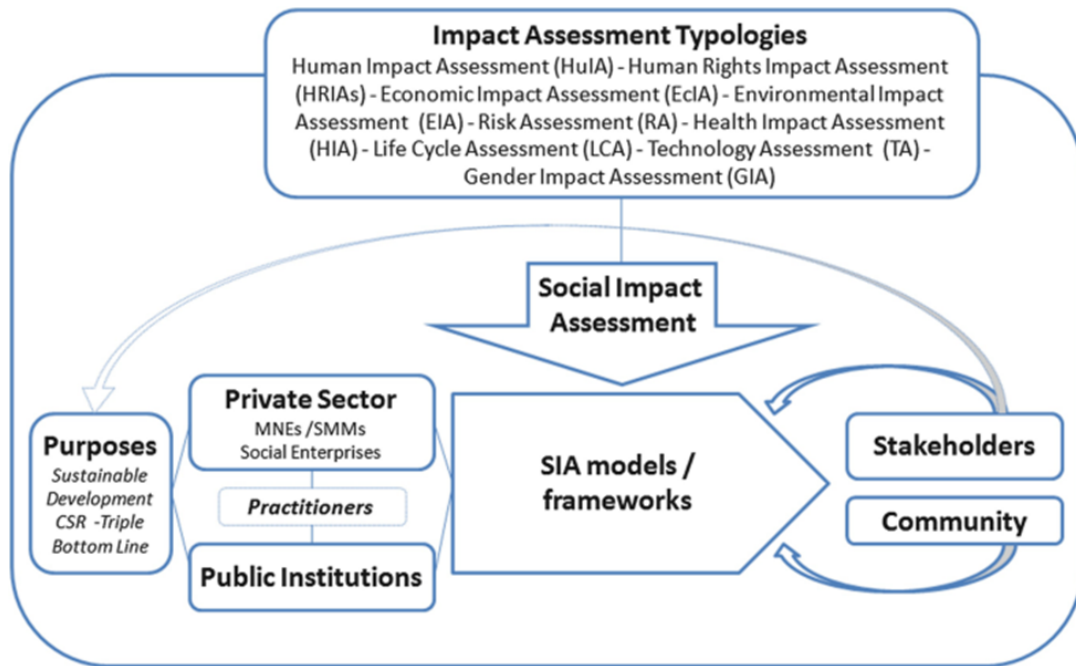 Impact Assessment Typologies
Human Impact Assessment (HuIA) - Human Rights Impact Assessment
(HRIAs) - Economic Impact Assessment (EcIA) - Environmental Impact
Assessment (EIA) - Risk Assessment (RA) - Health Impact Assessment
(HIA) - Life Cycle Assessment (LCA) - Technology Assessment (TA) -
Gender Impact Assessment (GIA)
Social Impact
Assessment
Purposes
Sustainable
Development
CSR -Triple
Bottom Line
Private Sector
MNEs /SMMs
Social Enterprises
Practitioners
Public Institutions
SIA models /
frameworks
Stakeholders
Community